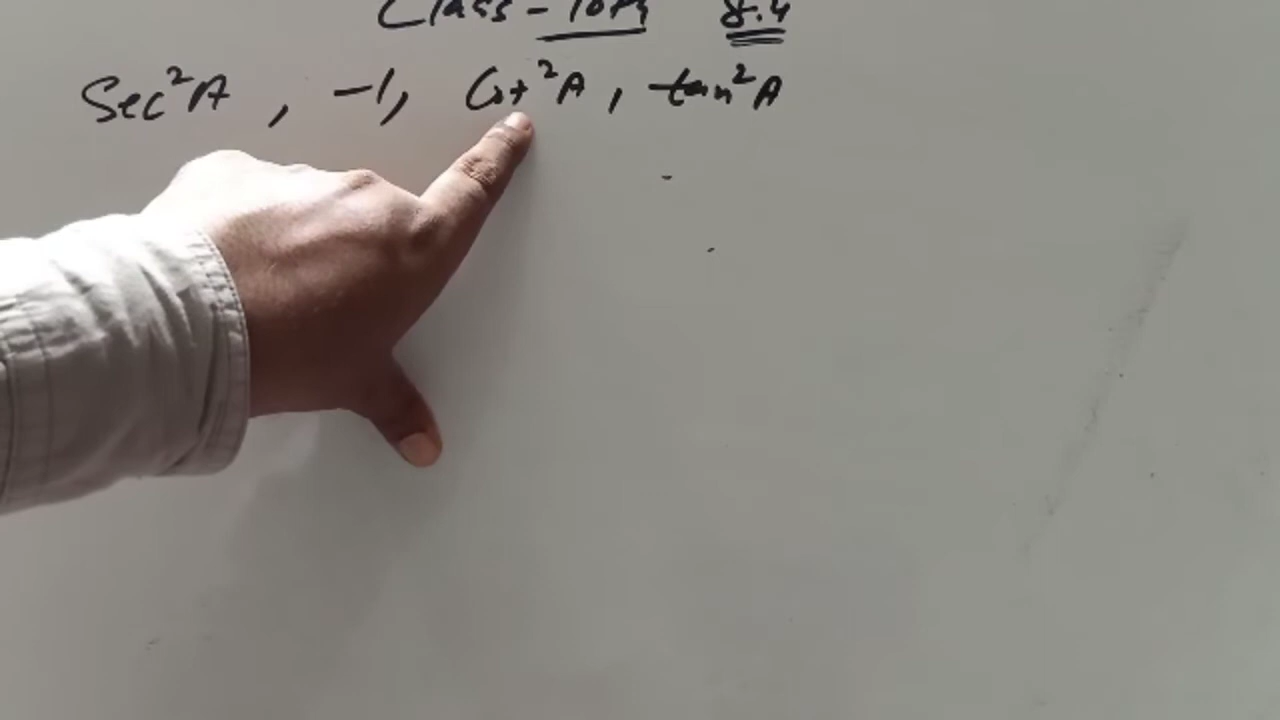 Class - 10th 8.4
Sec²A , -1, Cot²A , tan²A